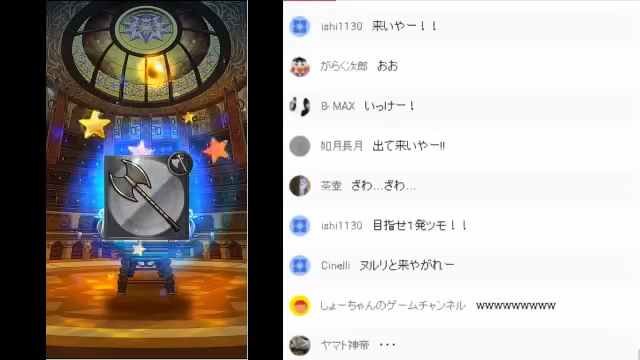 ishi1130 来いやー！！
がらく次郎 おお
B- MAX いっけー！
如月長月 出て来いやー!!
茶壺 ざわ…ざわ…
ishi1130 目指せ１発ツモ！！
Cinelli ヌルリと来やがれー
しょーちゃんのゲームチャンネル wwwwwwwww
ヤマト神帝 ・・・